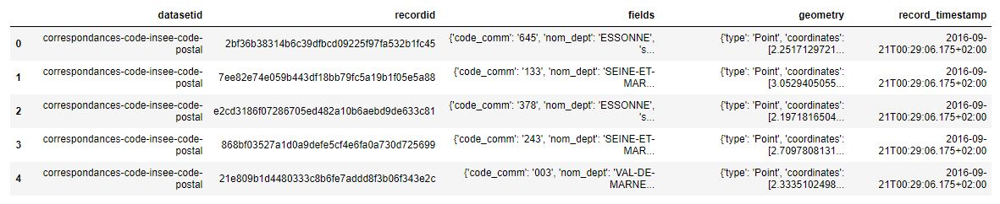 datasetid recordid fields geometry record_timestamp
0 correspondances-code-insee-code-postal 2bf36b38314b6c39dfbcd09225f97fa532b1fc45 {'code_comm': '645', 'nom_dept': 'ESSONNE', 's... {'type': 'Point', 'coordinates': [2.2517129721... 2016-09-21T00:29:06.175+02:00
1 correspondances-code-insee-code-postal 7ee82e74e059b443df18bb79fc5a19b1f05e5a88 {'code_comm': '133', 'nom_dept': 'SEINE-ET-MAR... {'type': 'Point', 'coordinates': [3.0529405055... 2016-09-21T00:29:06.175+02:00
2 correspondances-code-insee-code-postal e2cd3186f07286705ed482a10b6aebd9de633c81 {'code_comm': '378', 'nom_dept': 'ESSONNE', 's... {'type': 'Point', 'coordinates': [2.1971816504... 2016-09-21T00:29:06.175+02:00
3 correspondances-code-insee-code-postal 868bf03527a1d0a9defe5cf4e6fa0a730d725699 {'code_comm': '243', 'nom_dept': 'SEINE-ET-MAR... {'type': 'Point', 'coordinates': [2.7097808131... 2016-09-21T00:29:06.175+02:00
4 correspondances-code-insee-code-postal 21e809b1d4480333c8b6fe7addd8f3b06f343e2c {'code_comm': '003', 'nom_dept': 'VAL-DE-MARNE... {'type': 'Point', 'coordinates': [2.3335102498... 2016-09-21T00:29:06.175+02:00